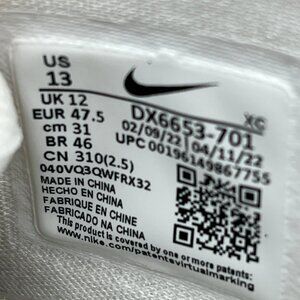 US
13
XC
UK 12
DX6653-701
EUR 47.5
02/09/22 | 04/11/22
cm 31
UPC 00196149867755
BR 46
CN 310(2.5)
040VQ3QWFRX32
MADE IN CHINA
HECHO EN CHINA
FABRIQUE EN CHINE
FABRICADO NA CHINA
This product is covered by one or more patents. See
www.nike.com/patentsvirtualmarking